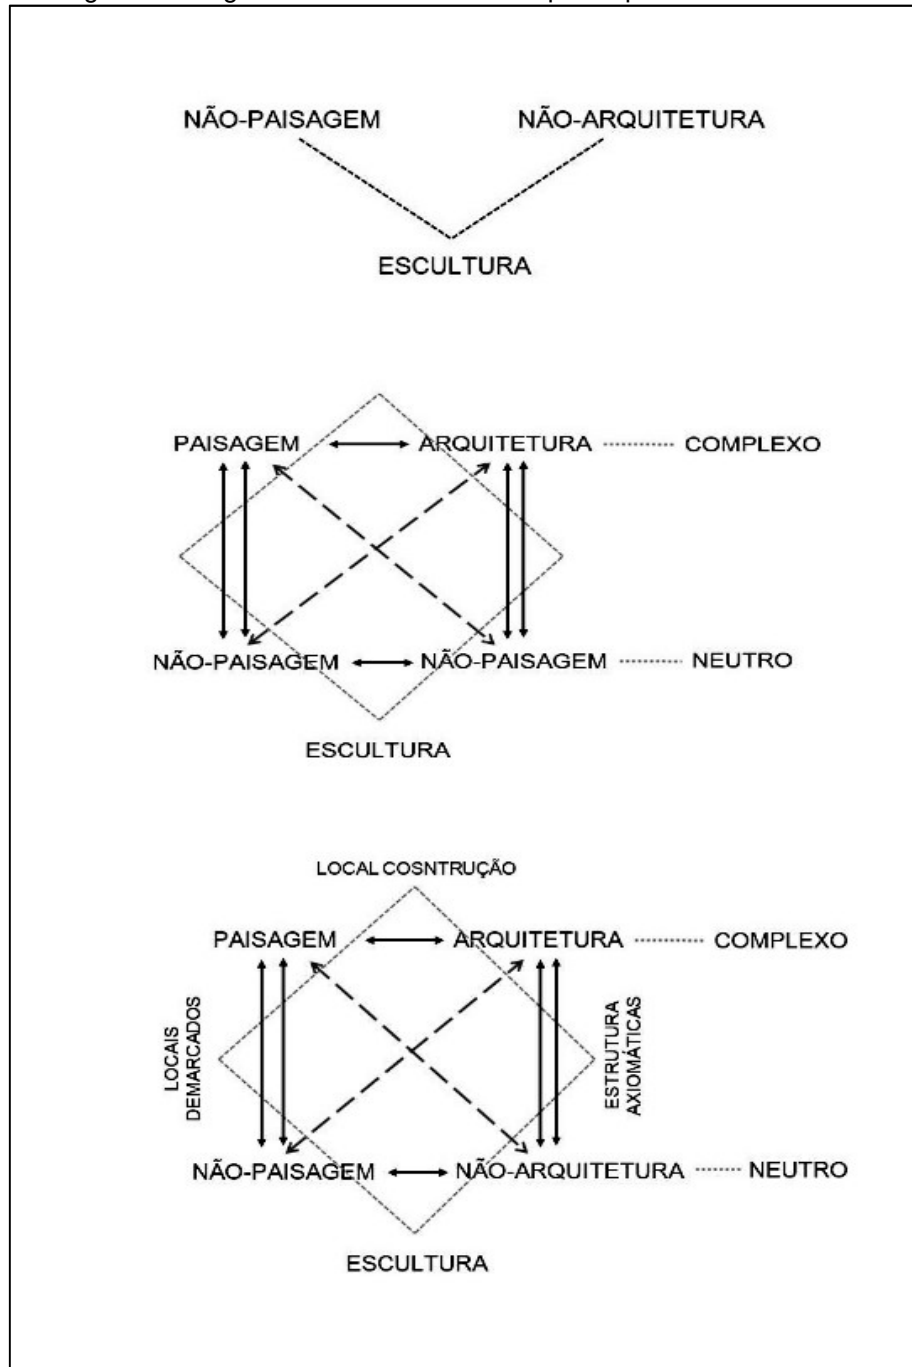 NÃO-PAISAGEM NÃO-ARQUITETURA
ESCULTURA
PAISAGEM ARQUITETURA COMPLEXO
NÃO-PAISAGEM NÃO-PAISAGEM NEUTRO
ESCULTURA
LOCAL COSNTRUÇÃO
PAISAGEM ARQUITETURA COMPLEXO
LOCAIS
DEMARCADOS
ESTRUTURA
AXIOMÁTICAS
NÃO-PAISAGEM NÃO-ARQUITETURA NEUTRO
ESCULTURA